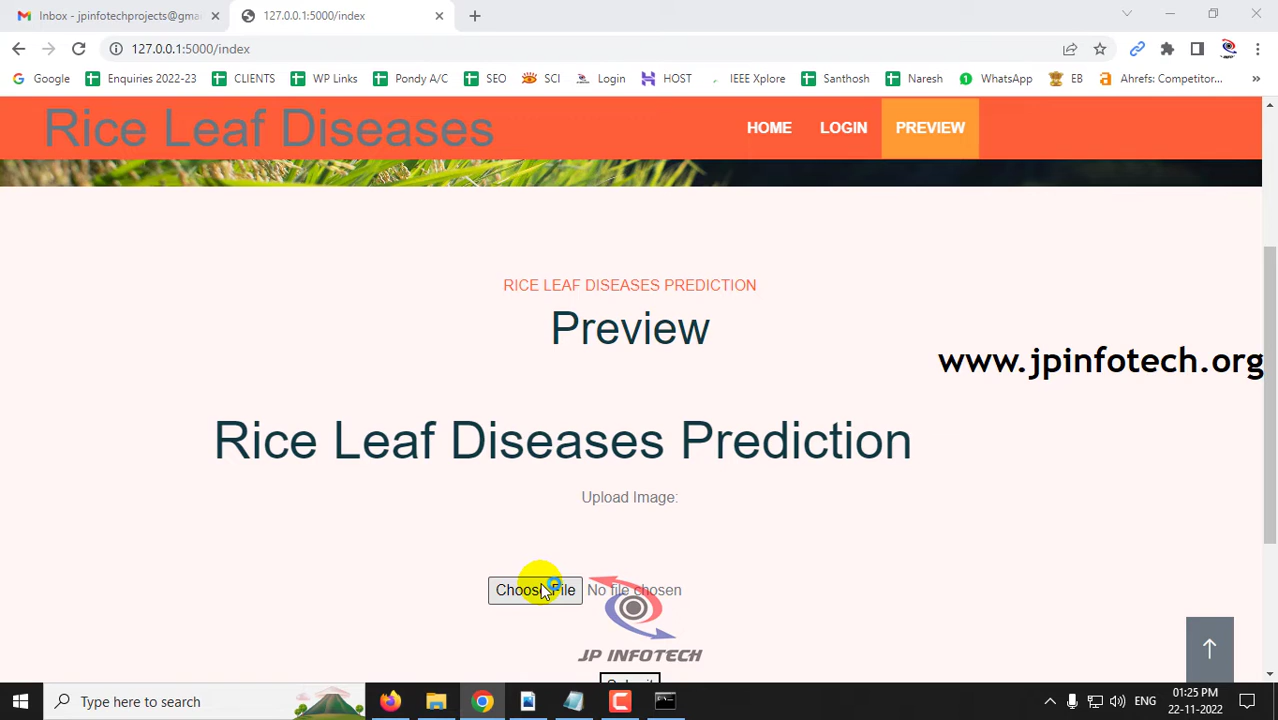 Inbox - jpinfotechprojects@gma
127.0.0.1:5000/index
127.0.0.1:5000/index
Google
Enquiries 2022-23
CLIENTS
WP Links
Pondy A/C
SEO
SCI
Login
HOST
IEEE Xplore
Santhosh
Naresh
WhatsApp
EB
Ahrefs: Competitor...
Rice Leaf Diseases
HOME
LOGIN
PREVIEW
RICE LEAF DISEASES PREDICTION
Preview
www.jpinfotech.org
Rice Leaf Diseases Prediction
Upload Image:
Choose File
No file chosen
JP INFOTECH
Submit
Type here to search
ENG
01:25 PM
22-11-2022